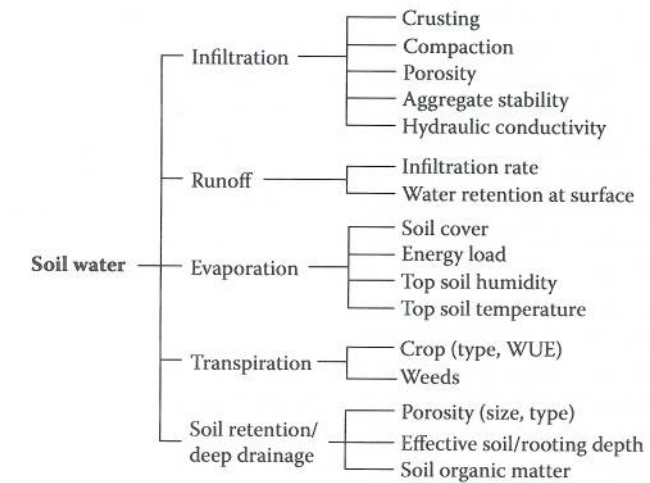 Crusting
Compaction
Infiltration
Porosity
Aggregate stability
Hydraulic conductivity
Infiltration rate
Runoff
Water retention at surface
Soil cover
Energy load
Soil water
Evaporation
Top soil humidity
Top soil temperature
Crop (type, WUE)
Transpiration
Weeds
Porosity (size, type)
Soil retention/
deep drainage
Effective soil/rooting depth
Soil organic matter